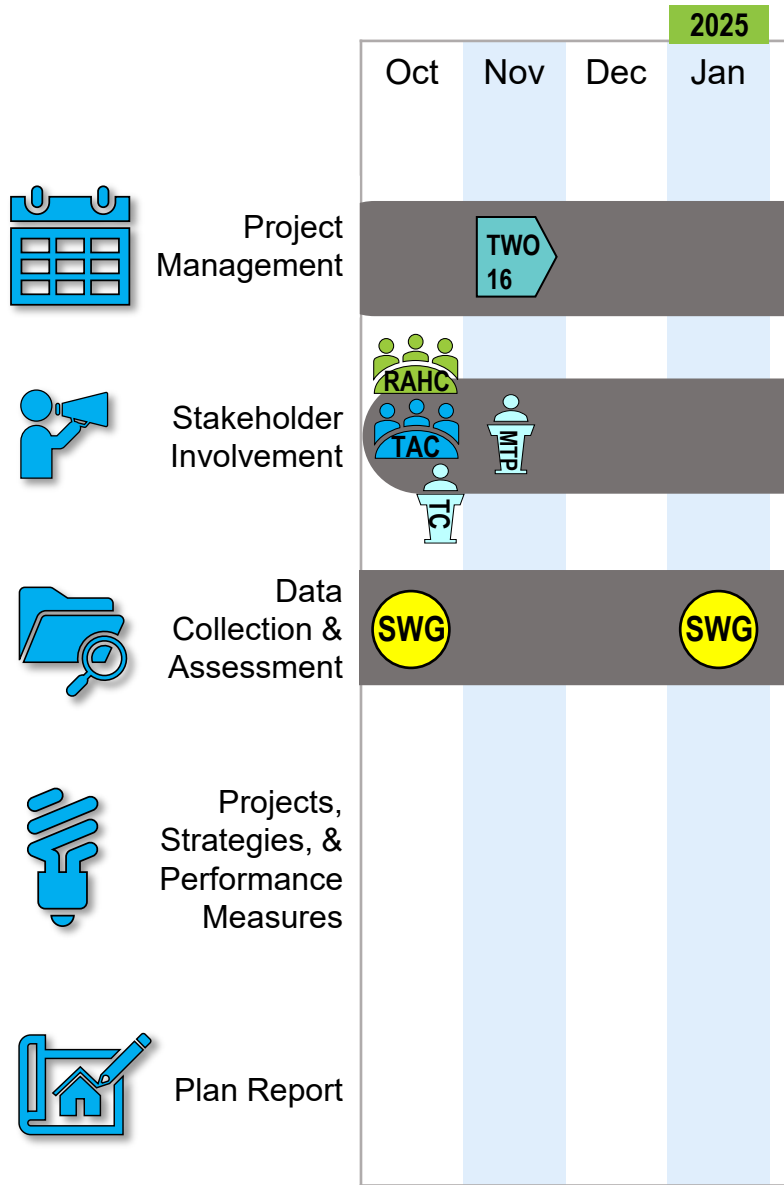 2025
Oct Nov Dec Jan
Project
Management
TWO
16
RAHC
Stakeholder
Involvement
TAC
MTP
TC
Data
Collection &
Assessment
SWG
SWG
Projects,
Strategies, &
Performance
Measures
Plan Report